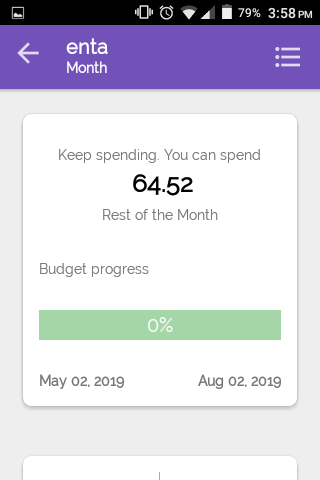 79% 3:58 PM
enta
Month
Keep spending. You can spend
64.52
Rest of the Month
Budget progress
0%
May 02, 2019 Aug 02, 2019